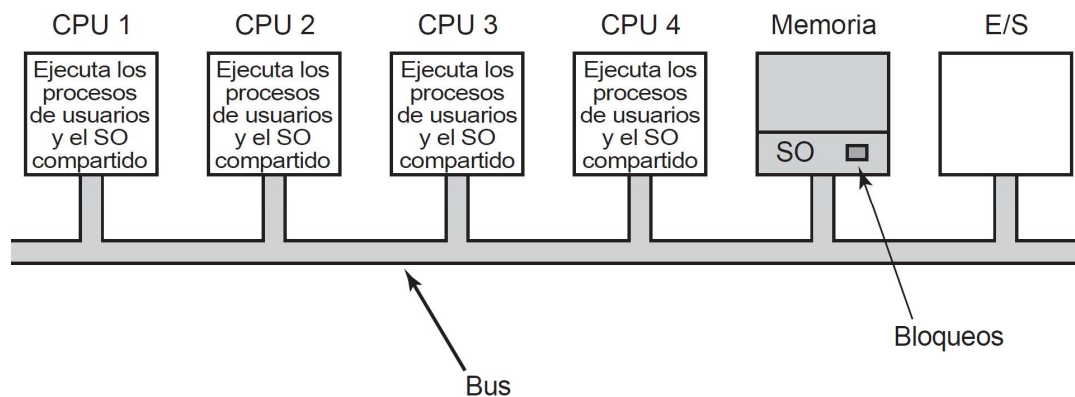 CPU 1
CPU 2
CPU 3
CPU 4
Memoria
E/S
Ejecuta los
procesos
de usuarios
y el SO
compartido
Ejecuta los
procesos
de usuarios
y el SO
compartido
Ejecuta los
procesos
de usuarios
y el SO
compartido
Ejecuta los
procesos
de usuarios
y el SO
compartido
SO
Bloqueos
Bus